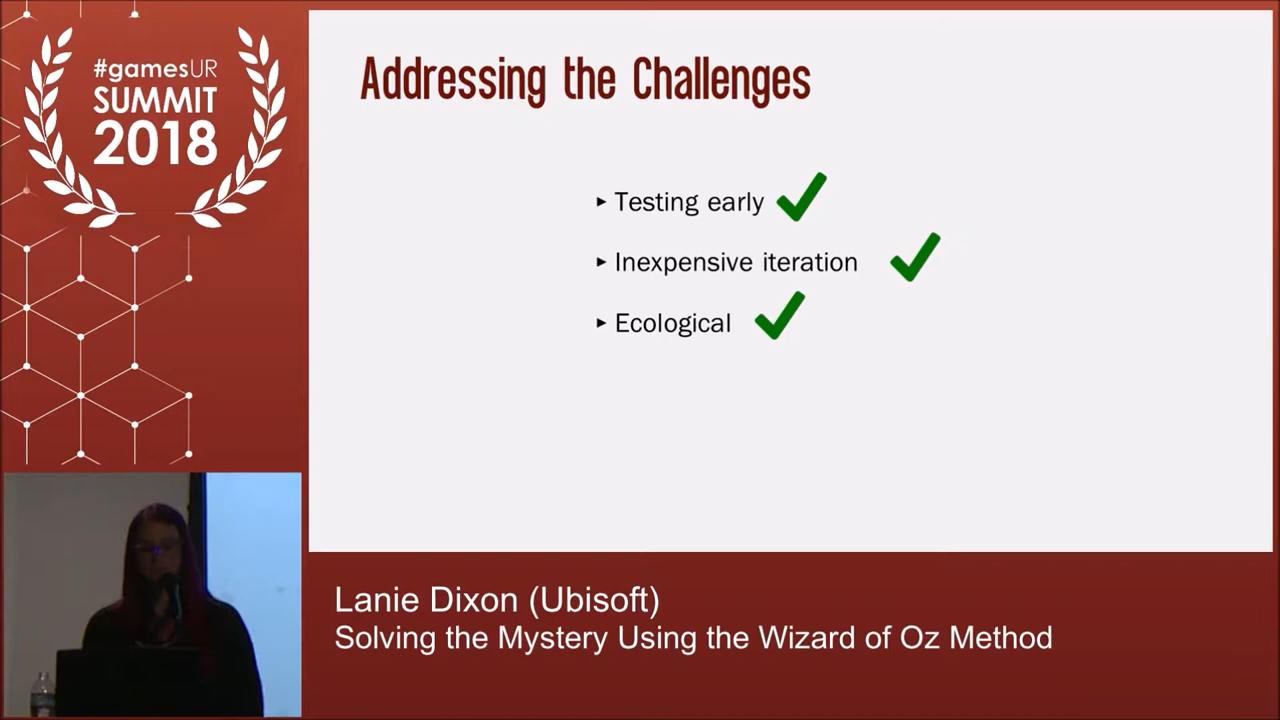 #gamesUR
SUMMIT
2018
Addressing the Challenges
▸ Testing early
▸ Inexpensive iteration
▸ Ecological
Lanie Dixon (Ubisoft)
Solving the Mystery Using the Wizard of Oz Method